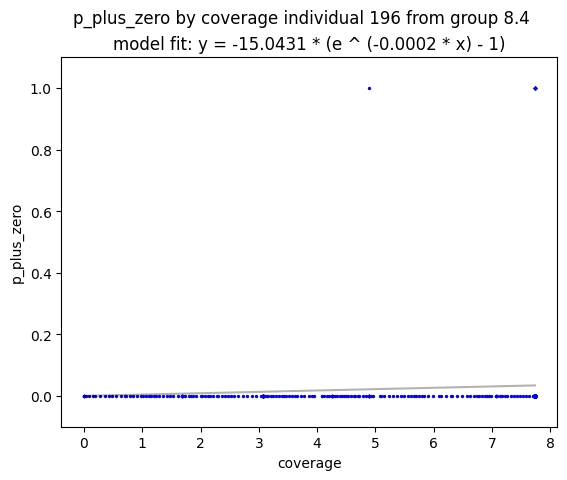 p_plus_zero by coverage individual 196 from group 8.4
model fit: y = -15.0431 * (e ^ (-0.0002 * x) - 1)
1.0
0.8
0.6
0.4
0.2
0.0
p_plus_zero
0 1 2 3 4 5 6 7 8
coverage